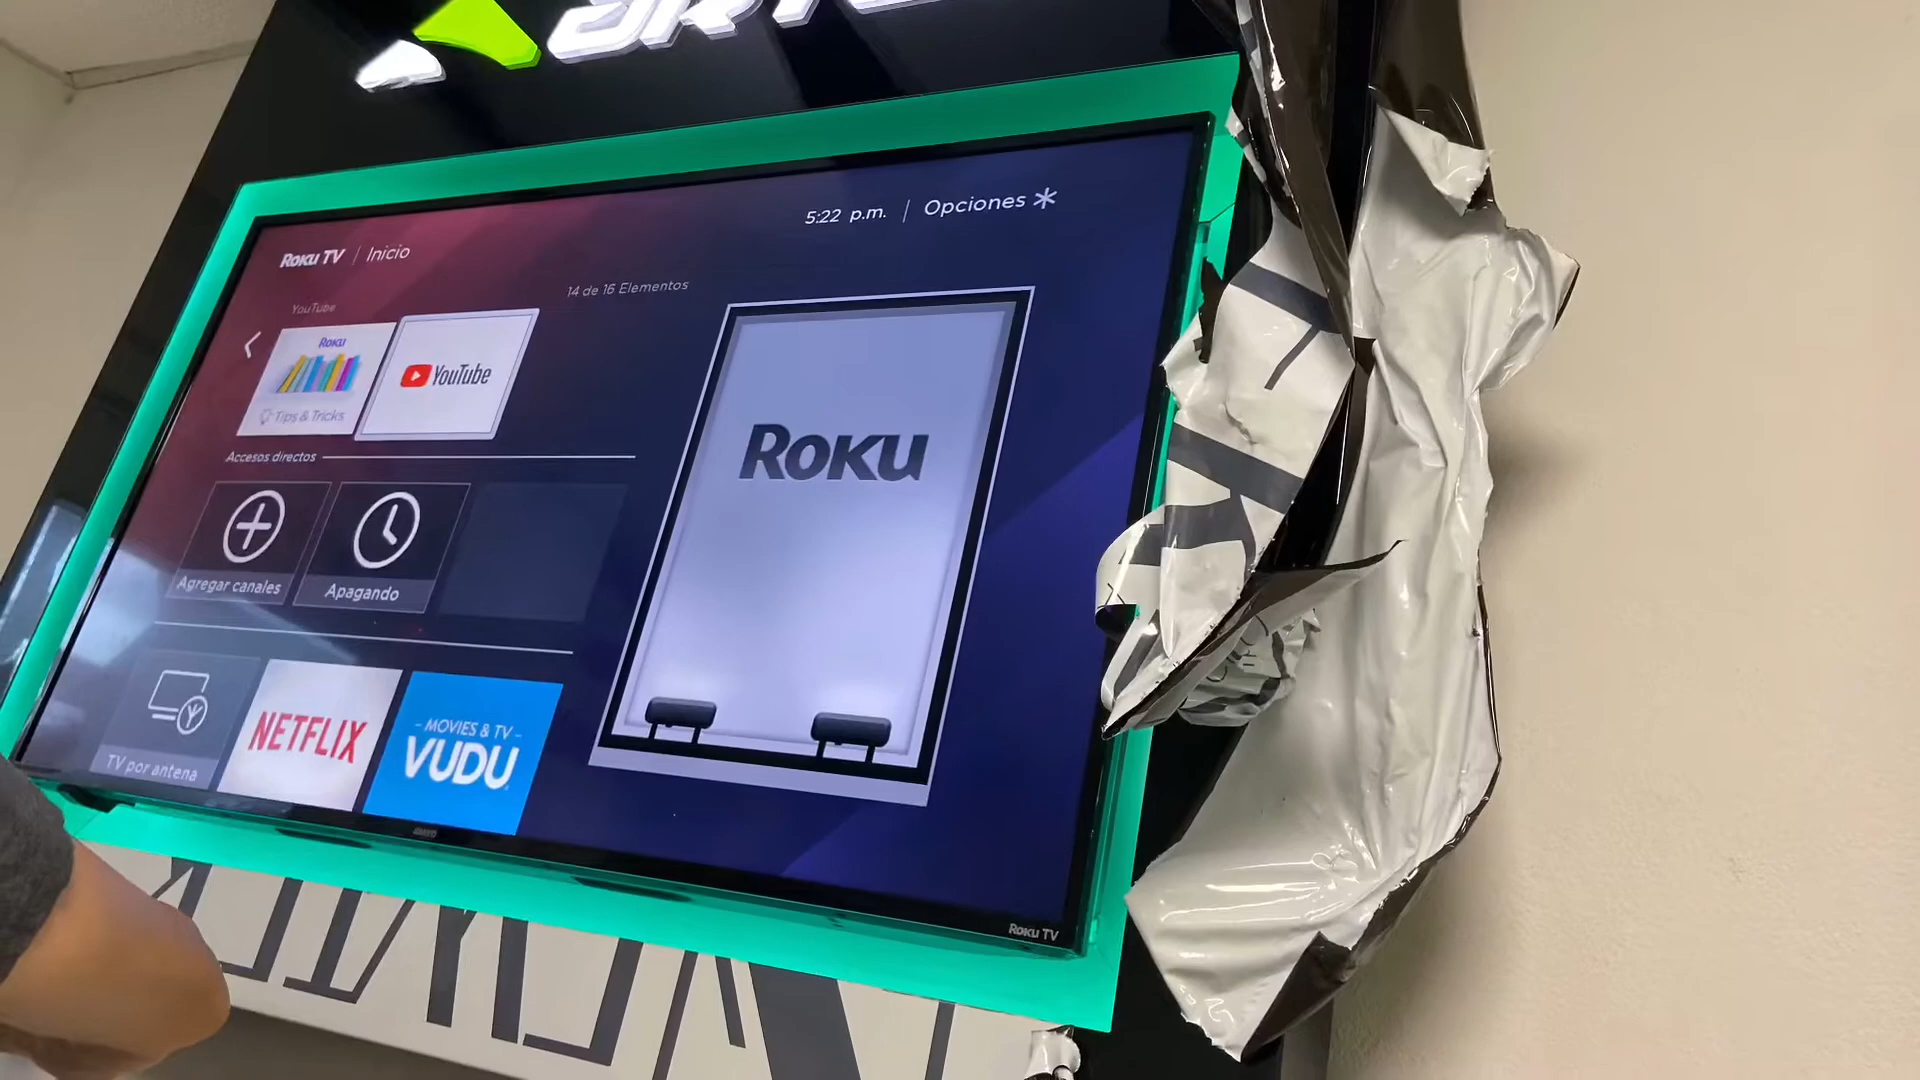 5:22 p.m. | Opciones *
Roku TV | Inicio
14 de 16 Elementos
YouTube
Roku
Tips & Tricks
YouTube
Roku
Accesos directos
Agregar canales
Apagando
TV por antena
NETFLIX
MOVIES & TV
VUDU
Roku TV